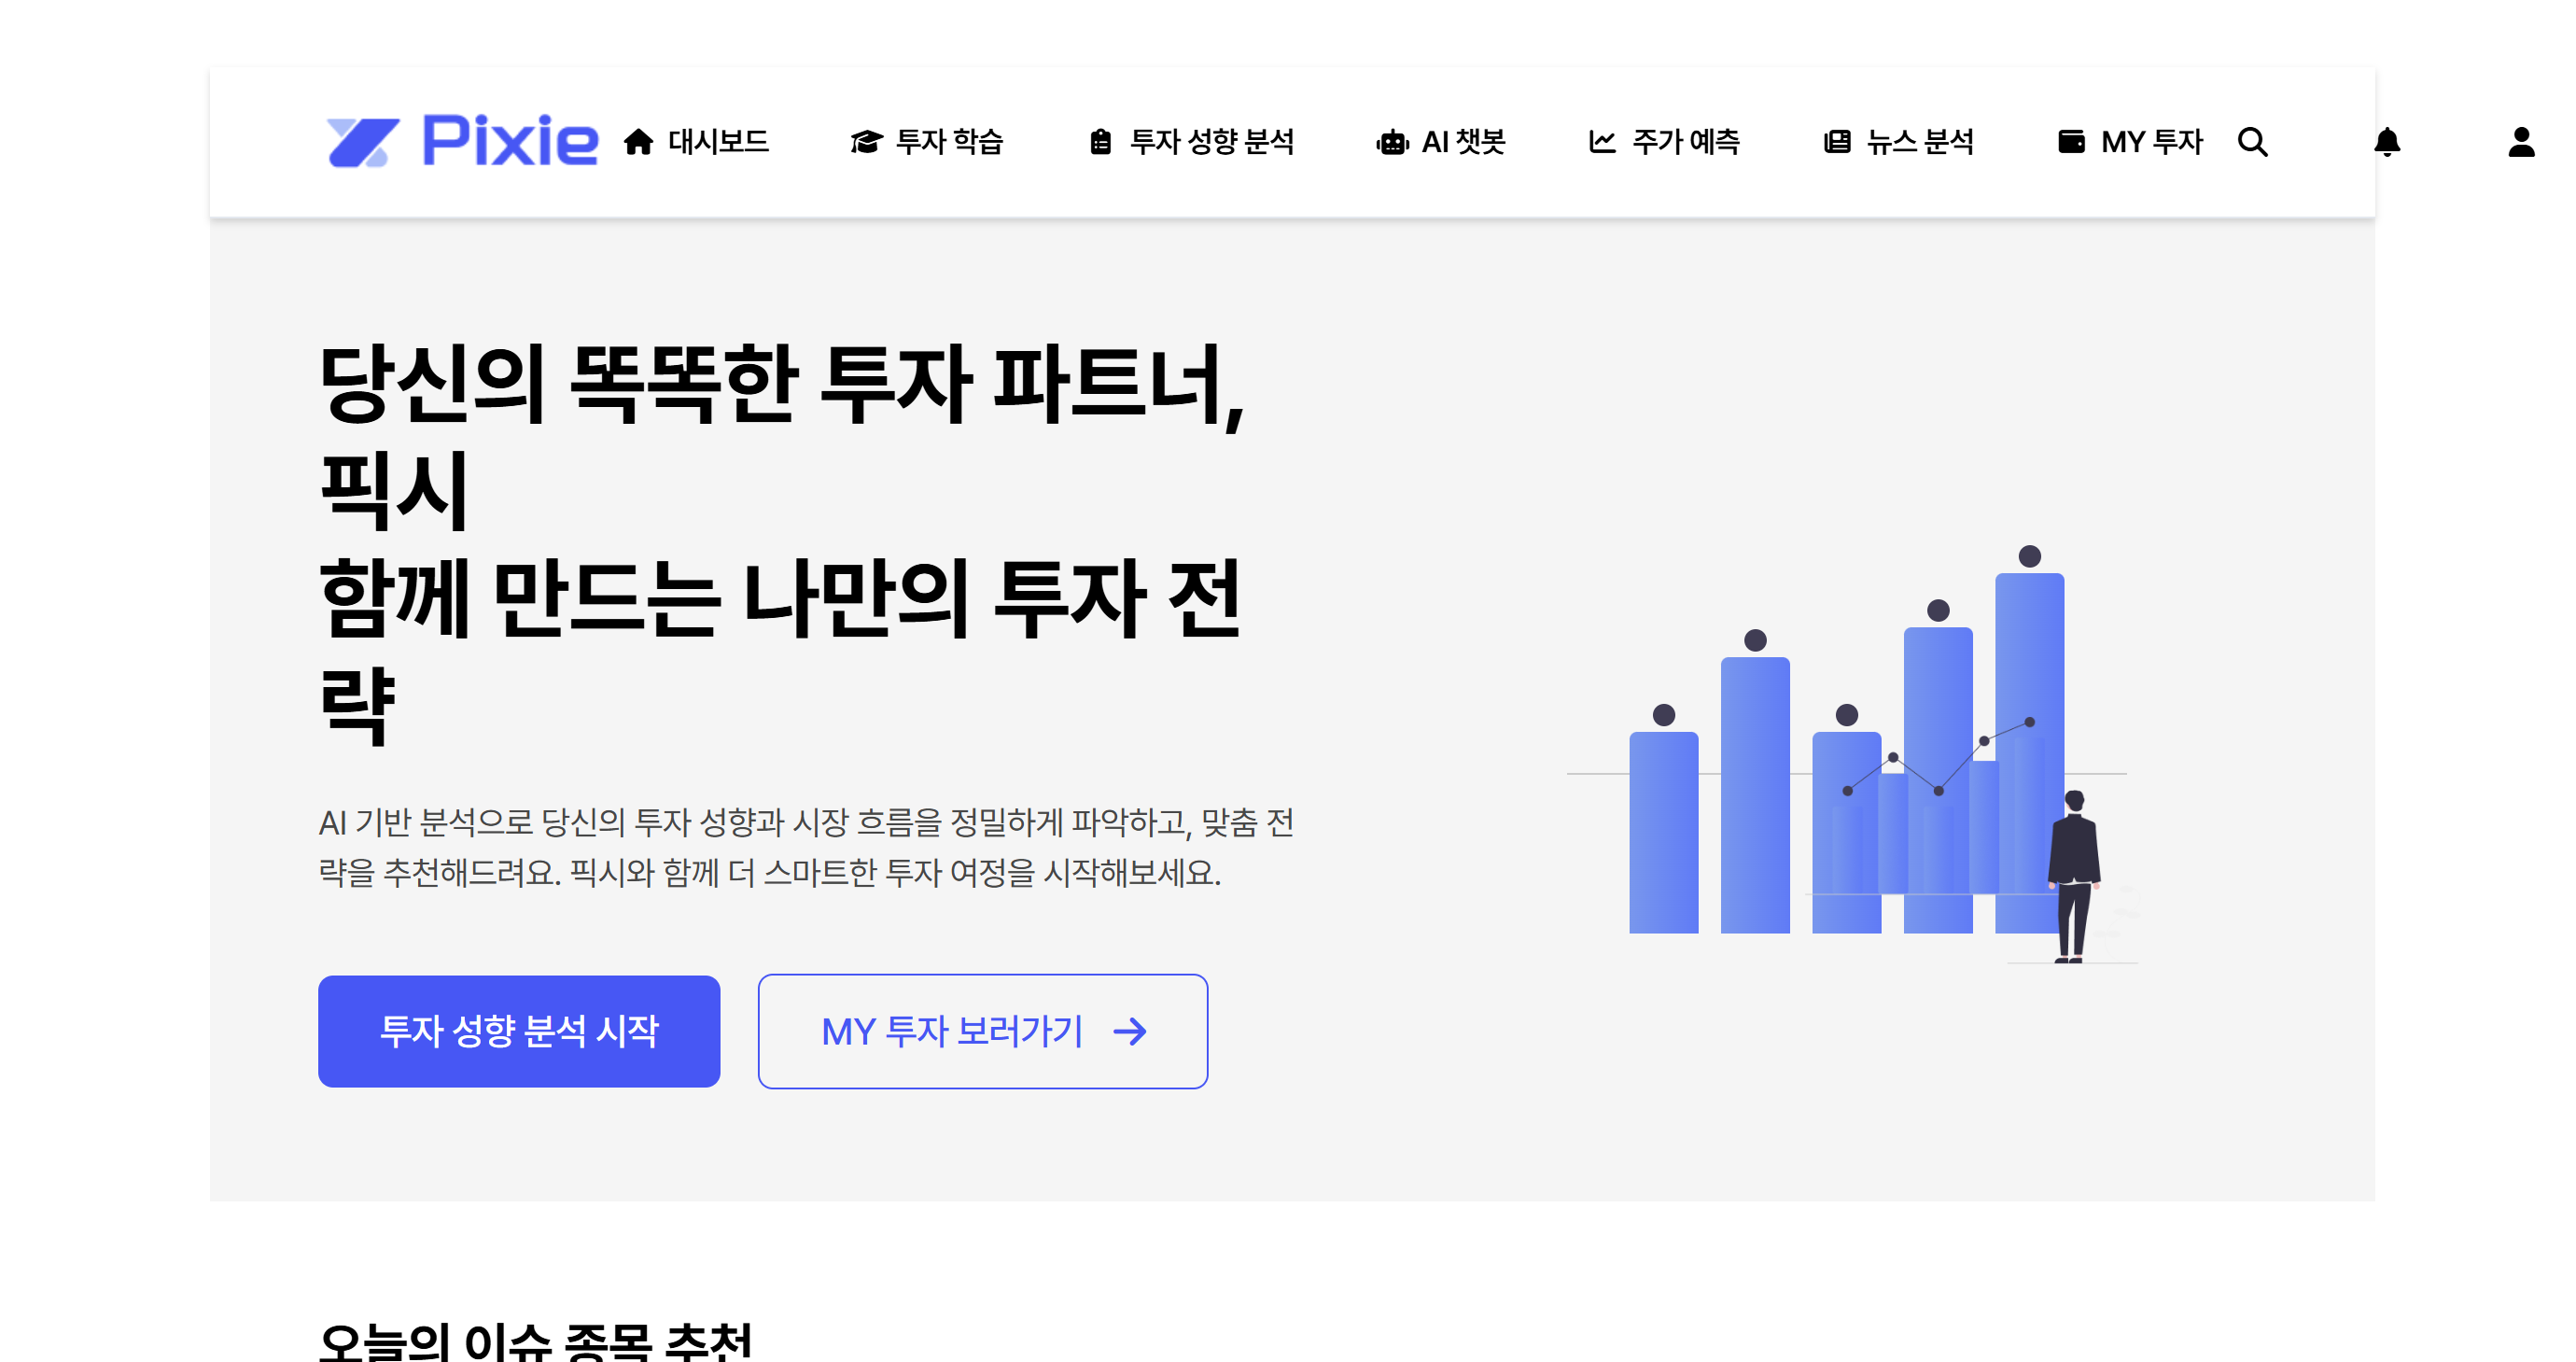 Pixie 대시보드 투자 학습 투자 성향 분석 AI 챗봇 주가 예측 뉴스 분석 MY 투자
당신의 똑똑한 투자 파트너,
픽시
함께 만드는 나만의 투자 전
략
AI 기반 분석으로 당신의 투자 성향과 시장 흐름을 정밀하게 파악하고, 맞춤 전
략을 추천해드려요. 픽시와 함께 더 스마트한 투자 여정을 시작해보세요.
투자 성향 분석 시작 MY 투자 보러가기
오늘의 이슈 종목 추천